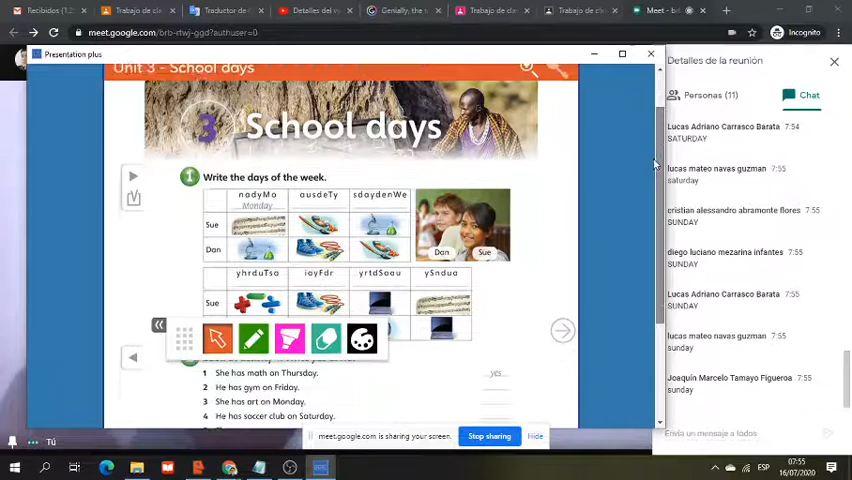 Recibidos (1.2
Trabajo de cla
Traductor de
Detalles del v
Genially, the
Trabajo de cla
Trabajo de cla
Meet - br
meet.google.com/brb-rtwj-ggd?authuser=0
Incognito
Presentation plus
Unit 3 - School days
3 School days
1 Write the days of the week.
nadyMo ausdeTy sdaydenWe
Monday
Sue
Dan
Dan Sue
yhrduTsa iayFdr yrtdSaau ySndua
Sue
1 She has math on Thursday. yes
2 He has gym on Friday.
3 She has art on Monday.
4 He has soccer club on Saturday.
meet.google.com is sharing your screen. Stop sharing Hide
Tú
Detalles de la reunión
Personas (11) Chat
Lucas Adriano Carrasco Barata 7:54
SATURDAY
lucas mateo navas guzman 7:55
saturday
cristian alessandro abramonte flores 7:55
SUNDAY
diego luciano mezarina infantes 7:55
SUNDAY
Lucas Adriano Carrasco Barata 7:55
SUNDAY
lucas mateo navas guzman 7:55
sunday
Joaquín Marcelo Tamayo Figueroa 7:55
sunday
Envía un mensaje a todos
ESP
07:55
16/07/2020